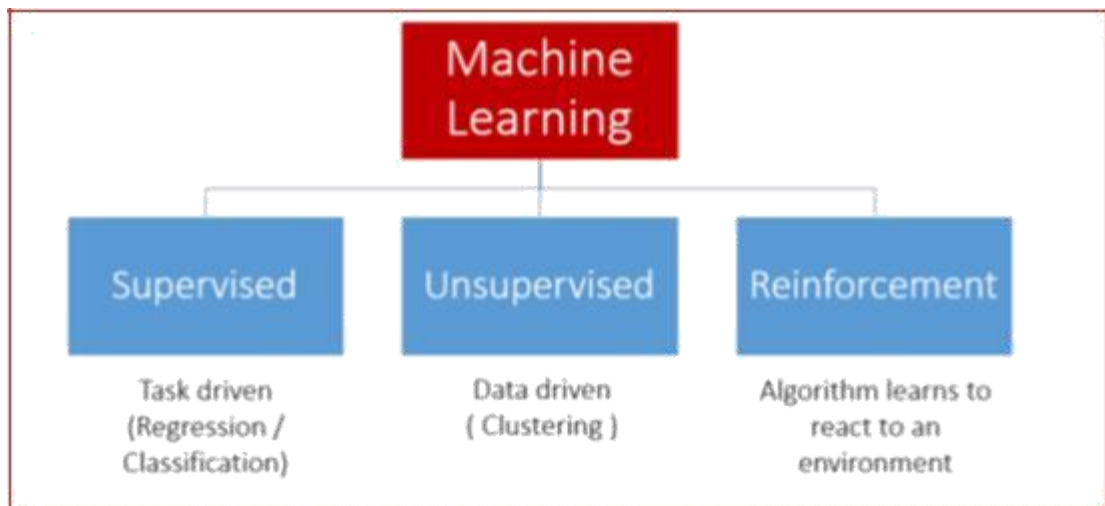 Machine
Learning
Supervised
Unsupervised
Reinforcement
Task driven
(Regression /
Classification)
Data driven
( Clustering )
Algorithm learns to
react to an
environment